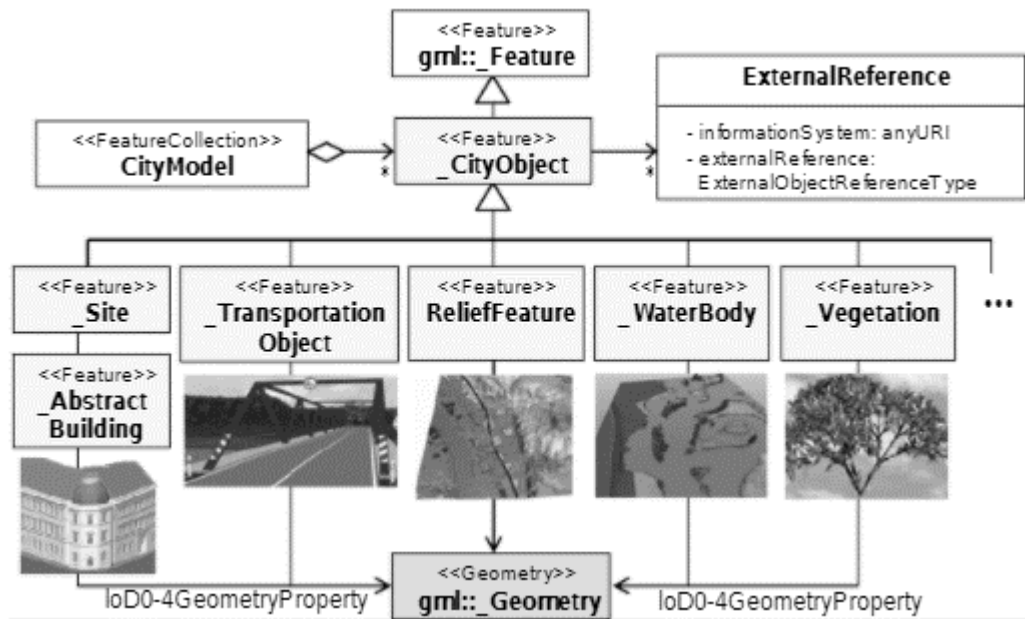 <<Feature>>
gml::_Feature
ExternalReference
- informationSystem: anyURI
- externalReference:
ExternalObjectReferenceType
<<FeatureCollection>>
CityModel
*
<<Feature>>
_CityObject
*
<<Feature>>
_Site
<<Feature>>
_Transportation
Object
<<Feature>>
ReliefFeature
<<Feature>>
_WaterBody
<<Feature>>
_Vegetation
...
<<Feature>>
_Abstract
_Building
<<Geometry>>
gml::_Geometry
loD0-4GeometryProperty
loD0-4GeometryProperty